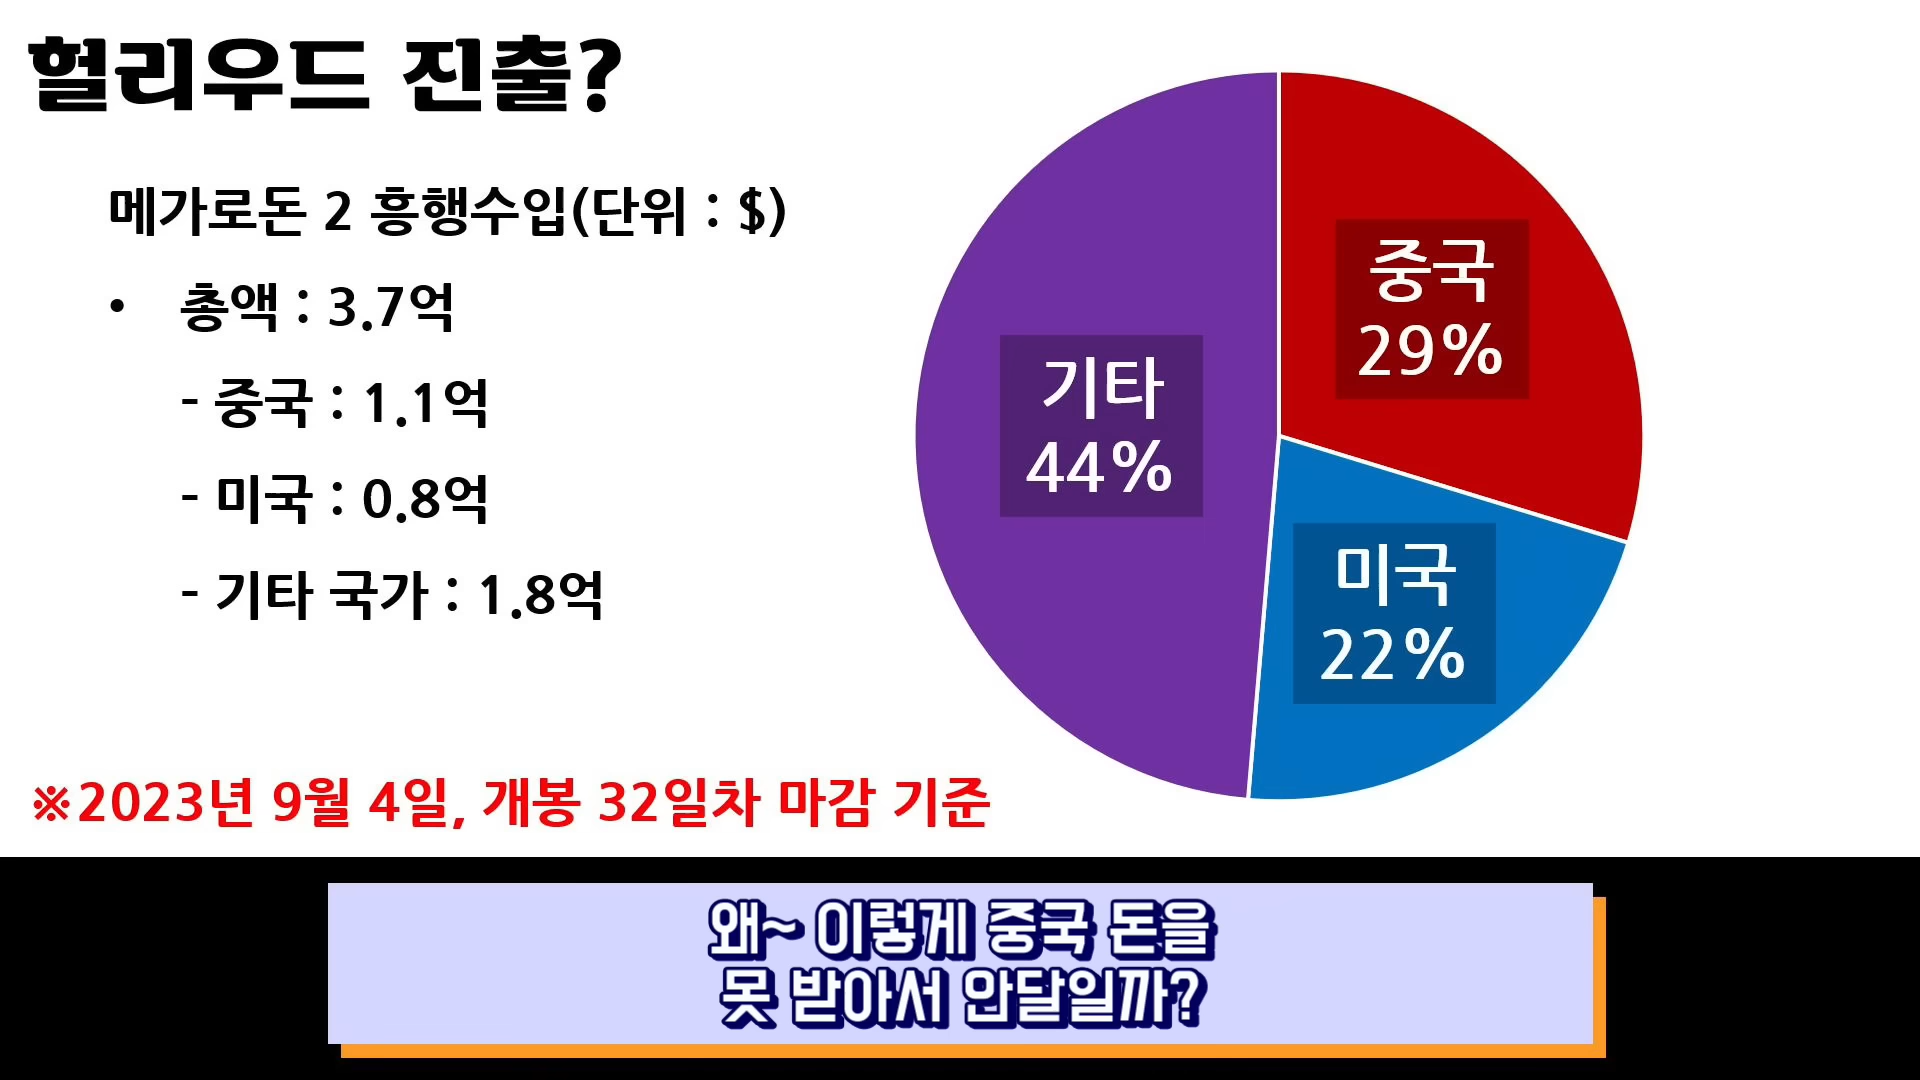 헐리우드 진출?
메가로돈 2 흥행수입(단위 : $)
• 총액 : 3.7억
- 중국 : 1.1억
- 미국 : 0.8억
- 기타 국가 : 1.8억
중국
29%
기타
44%
미국
22%
※2023년 9월 4일, 개봉 32일차 마감 기준
왜~ 이렇게 중국 돈을
못 받아서 안달일까?